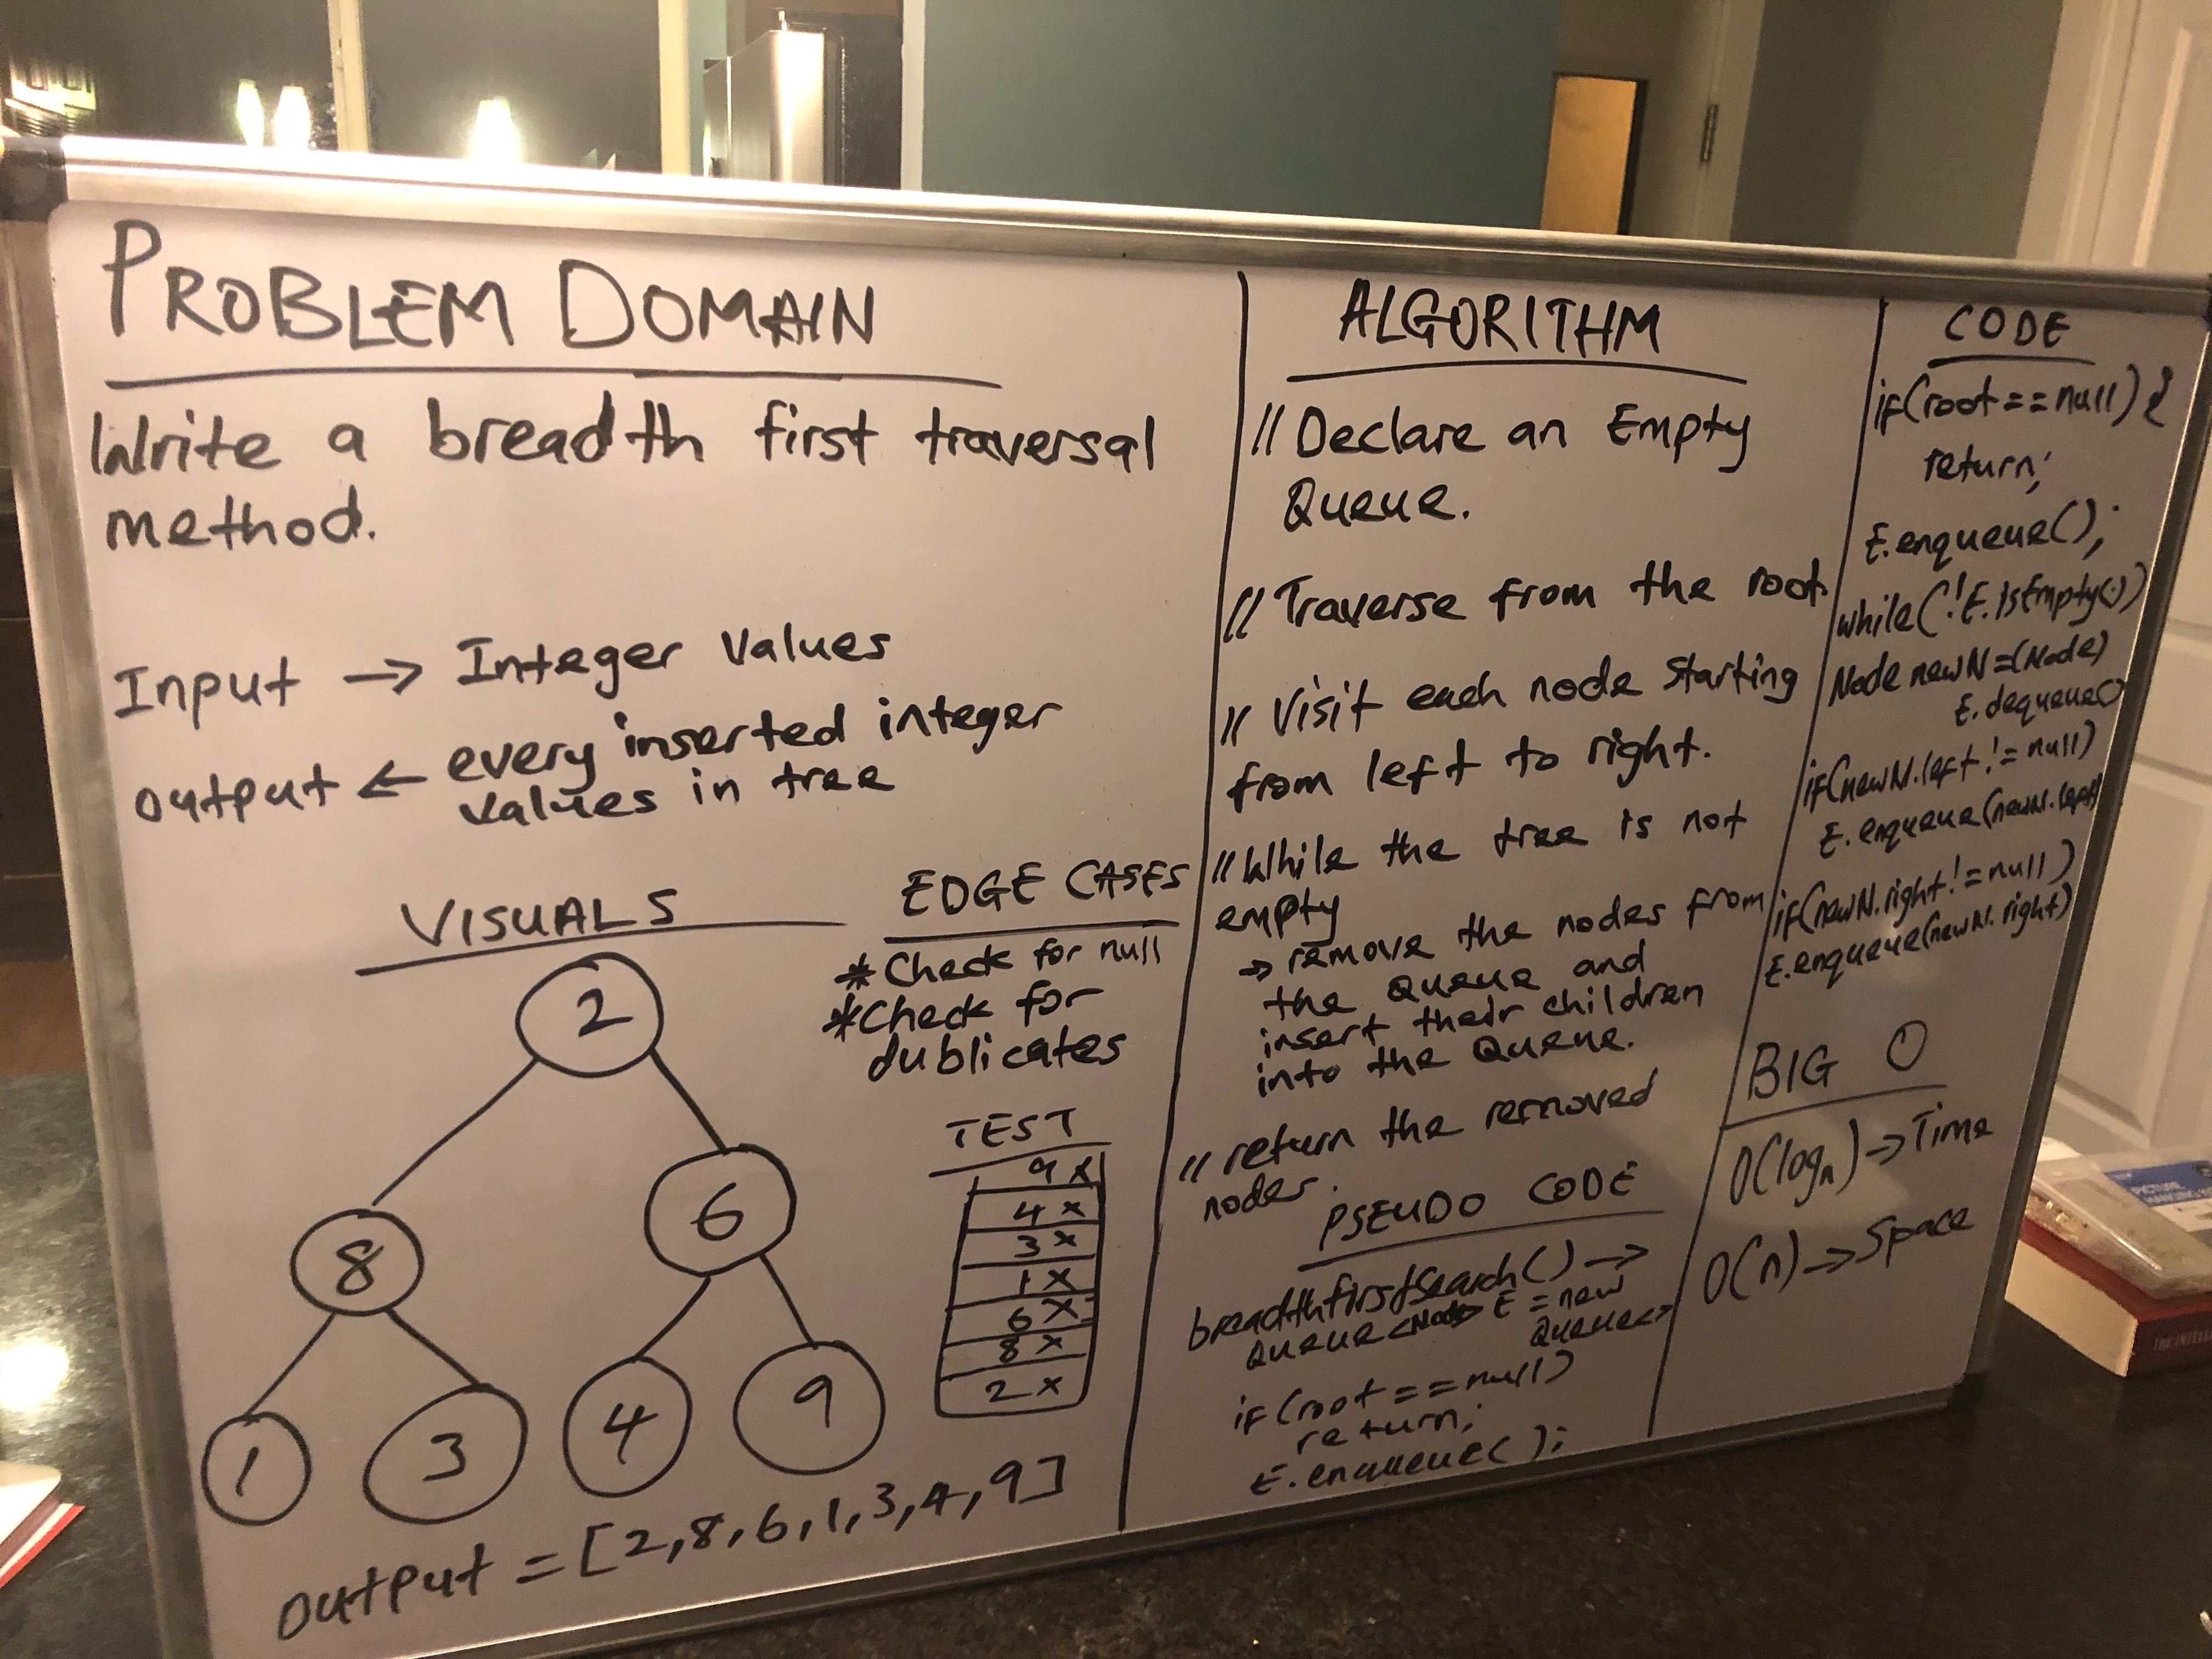 PROBLEM DOMAIN
Write a breadth first traversal
method.
Input → Integer Values
output ← every inserted integer
values in tree
VISUALS
2
8
6
1
3
4
9
output = [2,8,6,1,3,4,9]
EDGE CASES
*Check for null
*Check for
dublicates
TEST
9 x
4 x
3 x
1 x
6 x
8 x
2 x
ALGORITHM
// Declare an Empty
Queue.
// Traverse from the root.
// Visit each node starting
from left to right.
// While the tree is not
empty
→ remove the nodes from
the Queue and
insert their children
into the Queue.
// return the removed
nodes.
PSEUDO CODE
breadthfirstSearch() →
Queue<Node> E = new
Queue<>
if (root == null)
return;
E.enqueue();
CODE
if(root == null) {
return;
E.enqueue();
while(!E.isEmpty())
Node newN=(Node)
E.dequeue()
if(newN.left != null)
E.enqueue(newN.left)
if(newN.right != null)
E.enqueue(newN.right)
BIG O
O(logn) → Time
O(n) → Space
PICTURE